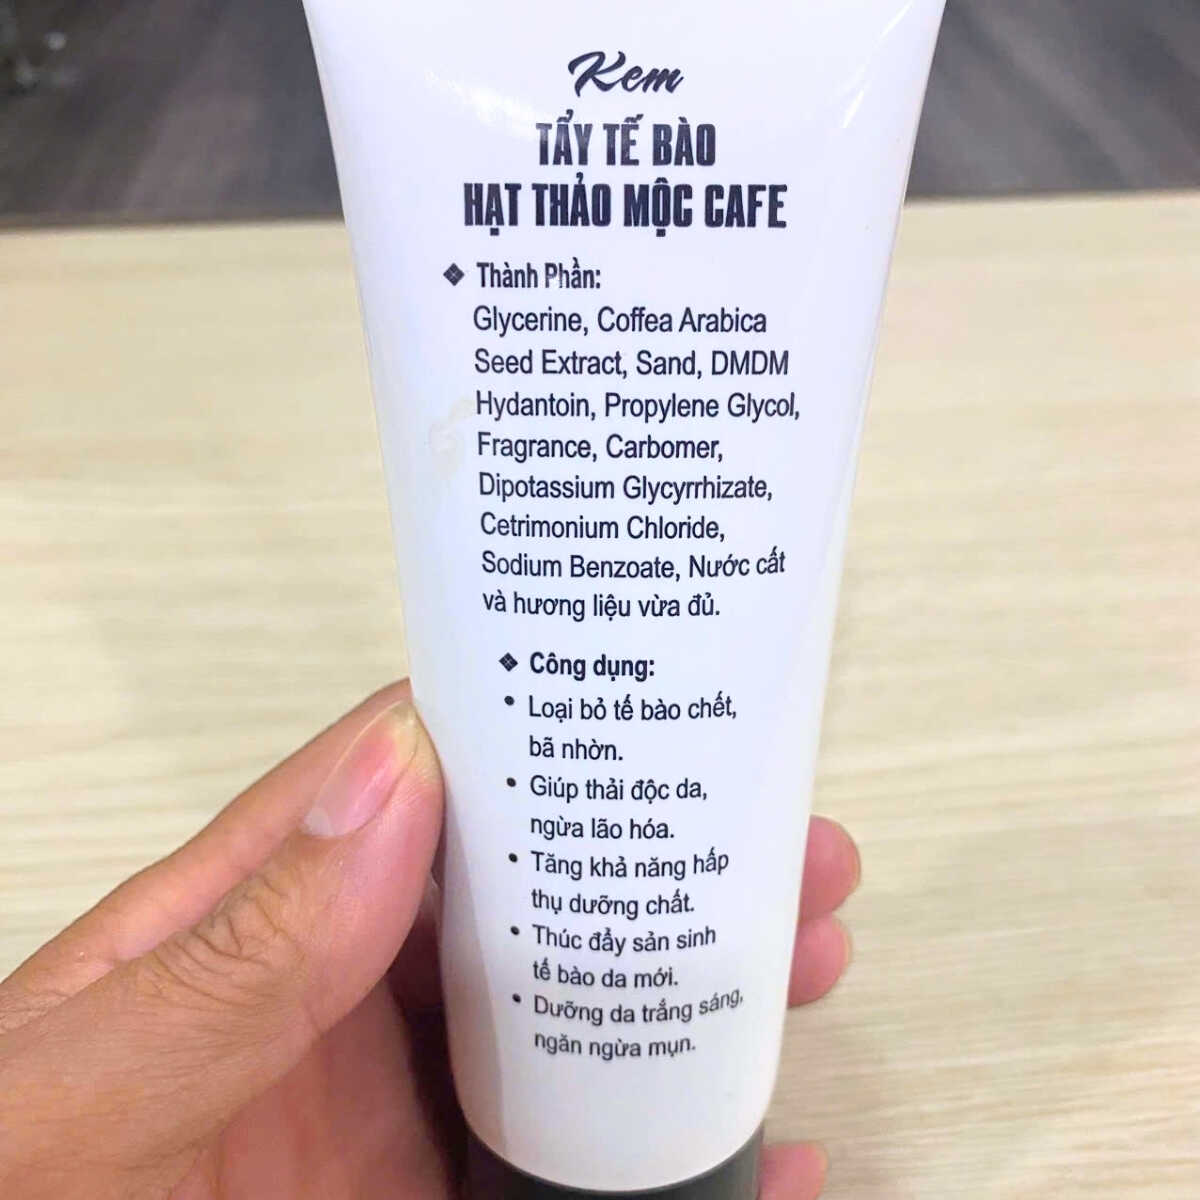 Kem
TẨY TẾ BÀO
HẠT THẢO MỘC CAFE
❖ Thành Phần:
Glycerine, Coffea Arabica
Seed Extract, Sand, DMDM
Hydantoin, Propylene Glycol,
Fragrance, Carbomer,
Dipotassium Glycyrrhizate,
Cetrimonium Chloride,
Sodium Benzoate, Nước cất
và hương liệu vừa đủ.
❖ Công dụng:
• Loại bỏ tế bào chết,
bã nhờn.
• Giúp thải độc da,
ngừa lão hóa.
• Tăng khả năng hấp
thụ dưỡng chất.
• Thúc đẩy sản sinh
tế bào da mới.
• Dưỡng da trắng sáng,
ngăn ngừa mụn.